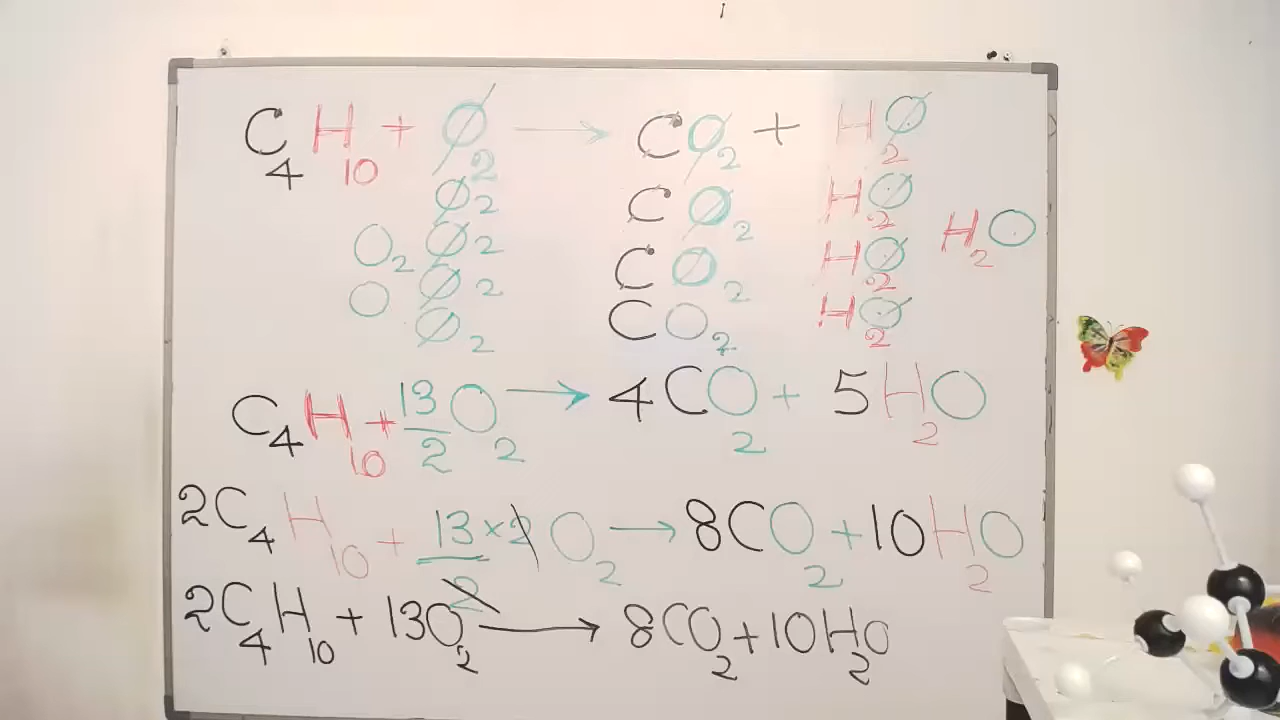 C₄H₁₀ + O₂ → CO₂ + H₂O
O₂ CO₂ H₂O
O₂ O₂ CO₂ H₂O H₂O
O O₂ CO₂ H₂O
O₂
C₄H₁₀ + 13/2 O₂ → 4CO₂ + 5H₂O
2C₄H₁₀ + 13/2 × 2 O₂ → 8CO₂ + 10H₂O
2C₄H₁₀ + 13O₂ → 8CO₂ + 10H₂O